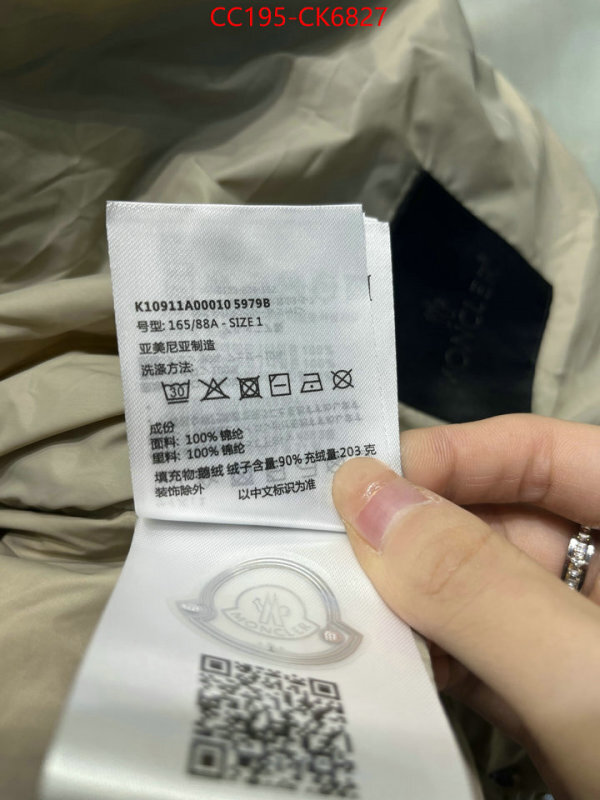 CC195-CK6827
K10911A00010 5979B
号型: 165/88A - SIZE 1
亚美尼亚制造
洗涤方法:
30
成份
面料: 100% 锦纶
里料: 100% 锦纶
填充物:鹅绒 绒子含量:90% 充绒量:203 克
装饰除外 以中文标识为准
MONCLER
MONCLER